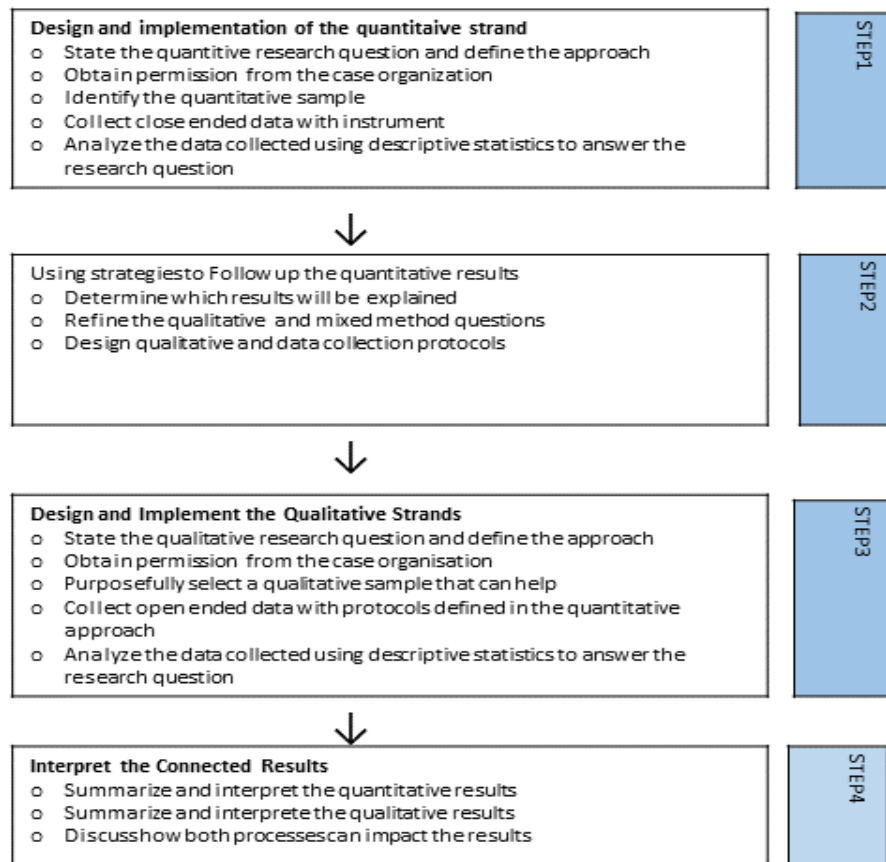 Design and implementation of the quantitaive strand
o State the quantitive research question and define the approach
o Obtain permission from the case organization
o Identify the quantitative sample
o Collect close ended data with instrument
o Analyze the data collected using descriptive statistics to answer the
research question
STEP1
Using strategiesto Follow up the quantitative results
o Determine which results will be explained
o Refine the qualitative and mixed method questions
o Design qualitative and data collection protocols
STEP2
Design and Implement the Qualitative Strands
o State the qualitative research question and define the approach
o Obtain permission from the case organisation
o Purposefully select a qualitative sample that can help
o Collect open ended data with protocols defined in the quantitative
approach
o Analyze the data collected using descriptive statistics to answer the
research question
STEP3
Interpret the Connected Results
o Summarize and interpret the quantitative results
o Summarize and interprete the qualitative results
o Discusshow both processescan impact the results
STEP4